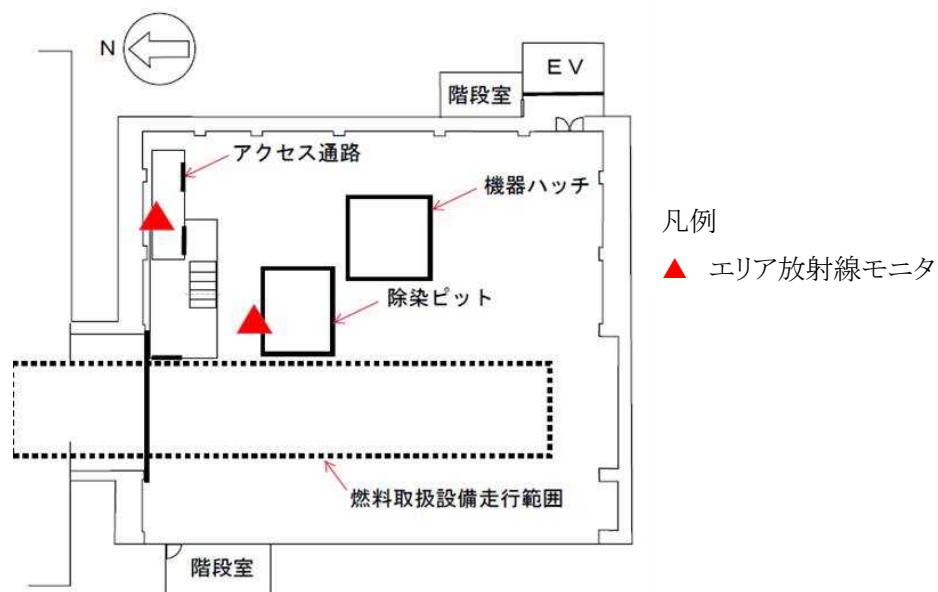 N
EV
階段室
アクセス通路
機器ハッチ
凡例
▲ エリア放射線モニタ
除染ピット
燃料取扱設備走行範囲
階段室